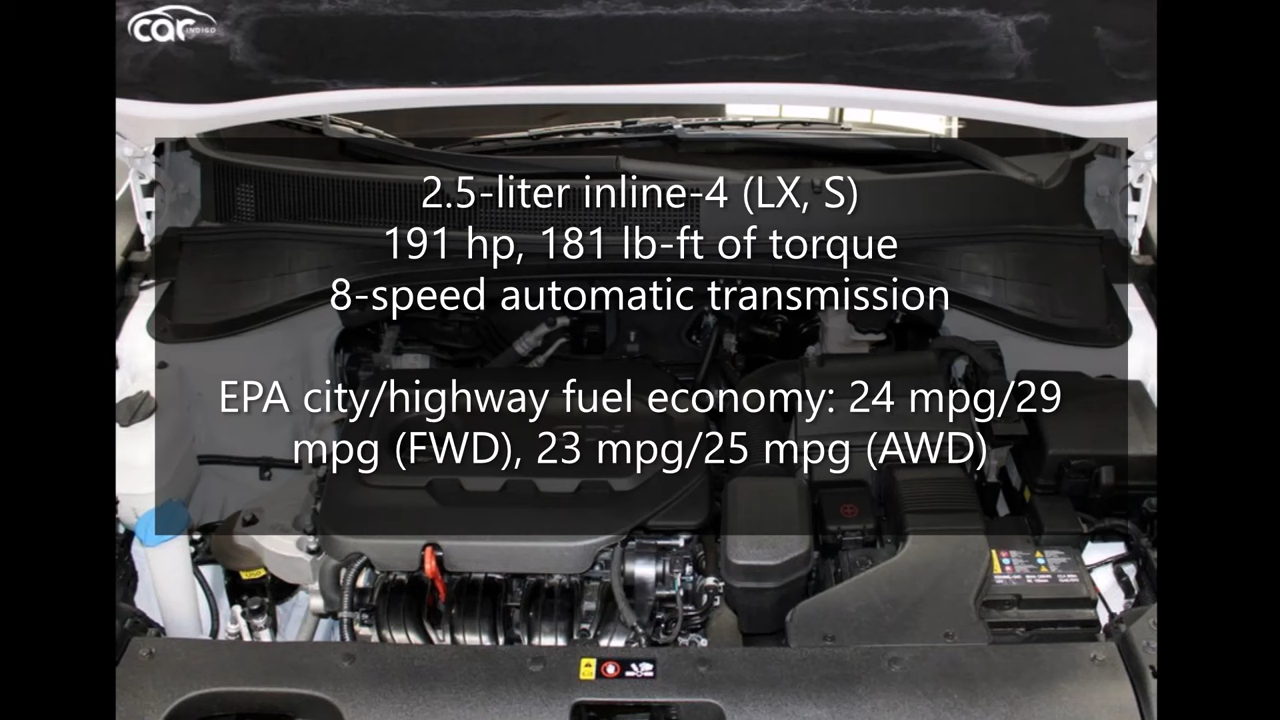 car
INDIGO
2.5-liter inline-4 (LX, S)
191 hp, 181 lb-ft of torque
8-speed automatic transmission
EPA city/highway fuel economy: 24 mpg/29
mpg (FWD), 23 mpg/25 mpg (AWD)